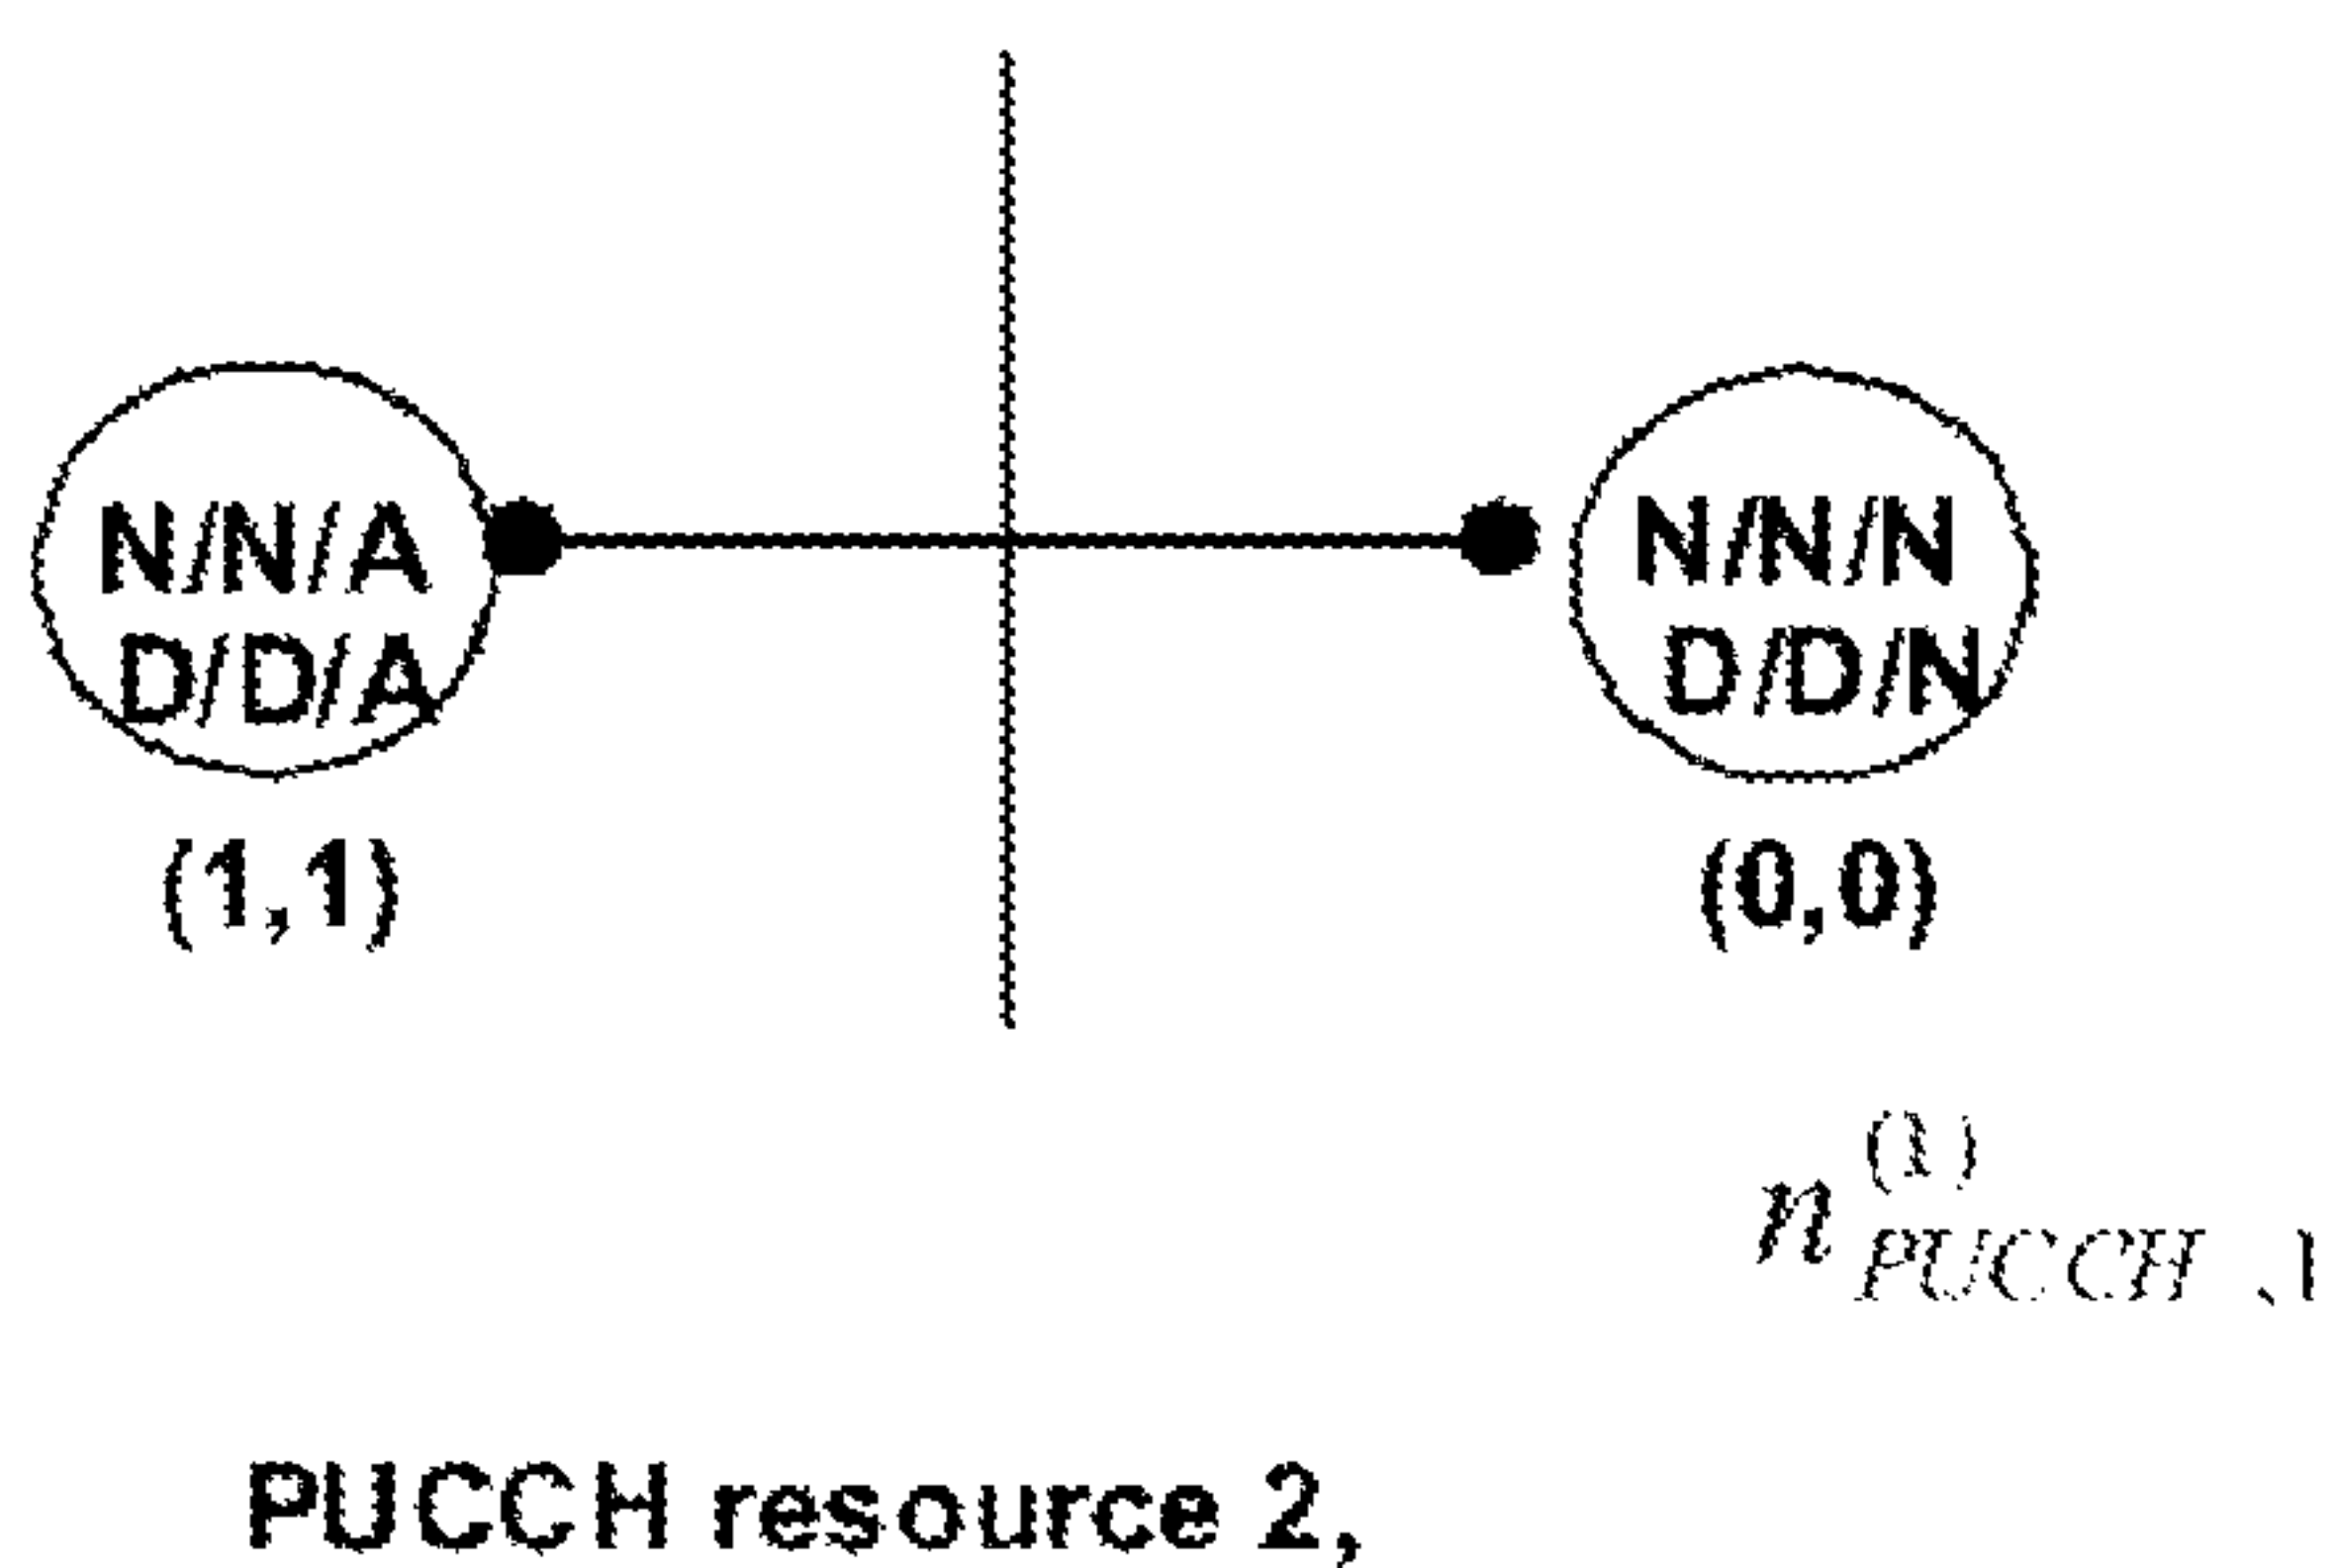 N/N/A
D/D/A
(1,1)
N/N/N
D/D/N
(0,0)
n(1)PUCCH ,1
PUCCH resource 2,